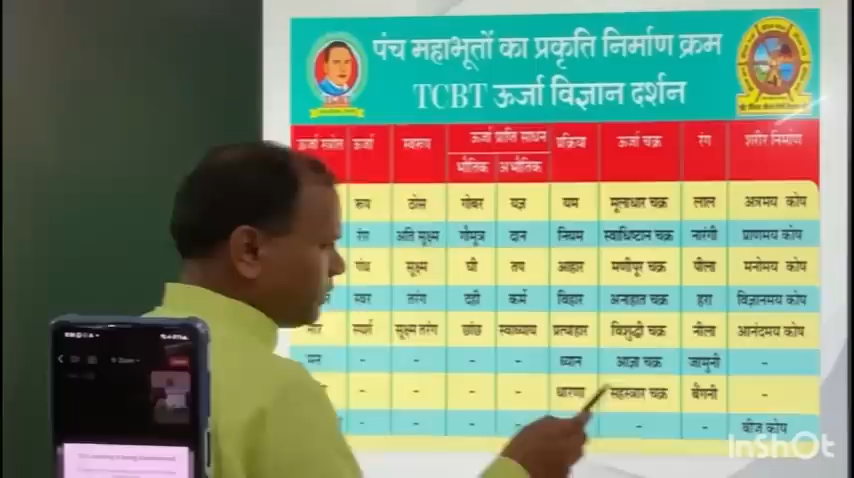 पंच महाभूतों का प्रकृति निर्माण क्रम
TCBT ऊर्जा विज्ञान दर्शन
ऊर्जा स्त्रोत ऊर्जा स्वरूप ऊर्जा प्राप्ति साधन प्रक्रिया ऊर्जा चक्र रंग शरीर निर्माण
भौतिक अभौतिक
रूप ठोस गोबर यज्ञ यम मूलाधार चक्र लाल अन्नमय कोष
रंग अति सूक्ष्म गौमूत्र दान नियम स्वाधिष्टान चक्र नारंगी प्राणमय कोष
गंध सूक्ष्म घी तप आहार मणीपूर चक्र पीला मनोमय कोष
स्वर तरंग दही कर्म विहार अनाहात चक्र हरा विज्ञानमय कोष
स्पर्श सूक्ष्म तरंग छांछ स्वाध्याय प्रत्याहार विशुद्धी चक्र नीला आनंदमय कोष
- - - - ध्यान आज्ञा चक्र जामुनी -
- - - - धारणा सहस्त्रार चक्र बैंगनी -
- - - - - - - बीज कोष
InShOt